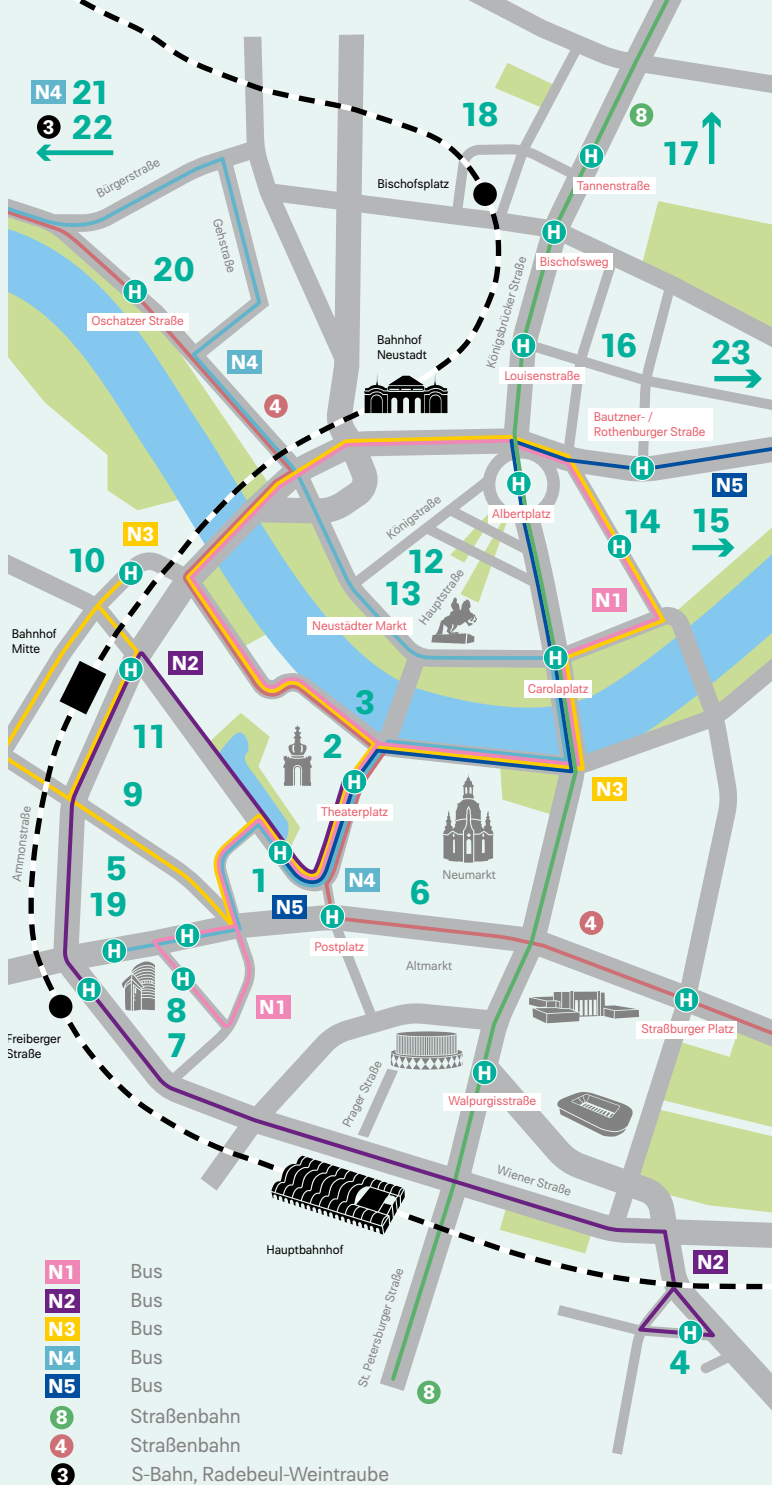 N4 21
3 22
18
8
17
Bürgerstraße
Bischofsplatz
H
Tannenstraße
Gehstraße
H
Bischofsweg
20
H
Oschatzer Straße
Königsbrücker Straße
Bahnhof
Neustadt
H
Louisenstraße
16
23
N4
4
Bautzner- /
Rothenburger Straße
H
N5
H
Albertplatz
Königstraße
14
15
H
N3
10
H
12
13
Hauptstraße
N1
Neustädter Markt
Bahnhof
Mitte
N2
H
H
Carolaplatz
3
11
2
H
Theaterplatz
N3
9
Ammonstraße
H
1
Neumarkt
5
19
N5
N4
6
H
Postplatz
4
H
H
Altmarkt
H
H
8
7
N1
H
Straßburger Platz
Freiberger
Straße
Prager Straße
H
Walpurgisstraße
Wiener Straße
Hauptbahnhof
N2
St. Petersburger Straße
H
4
8
N1 Bus
N2 Bus
N3 Bus
N4 Bus
N5 Bus
8 Straßenbahn
4 Straßenbahn
3 S-Bahn, Radebeul-Weintraube